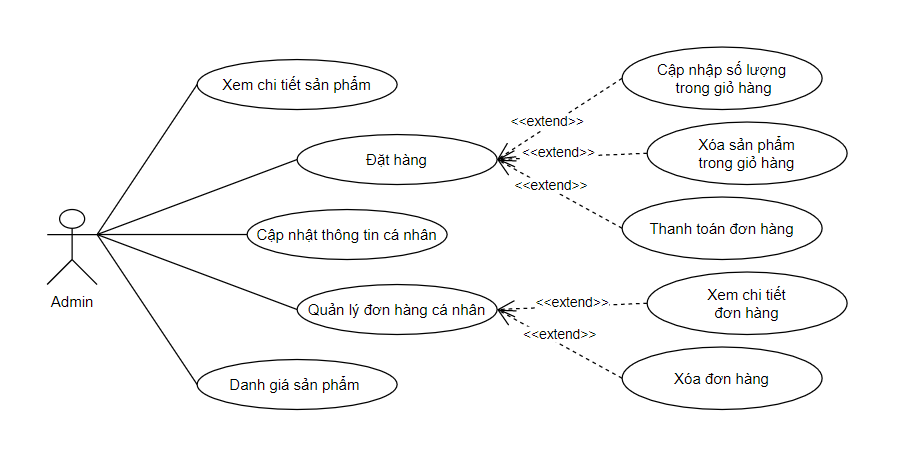 Xem chi tiết sản phẩm
Cập nhập số lượng
trong giỏ hàng
<<extend>>
Đặt hàng
<<extend>>
Xóa sản phẩm
trong giỏ hàng
<<extend>>
Thanh toán đơn hàng
Cập nhật thông tin cá nhân
Admin
Quản lý đơn hàng cá nhân
<<extend>>
Xem chi tiết
đơn hàng
<<extend>>
Xóa đơn hàng
Danh giá sản phẩm